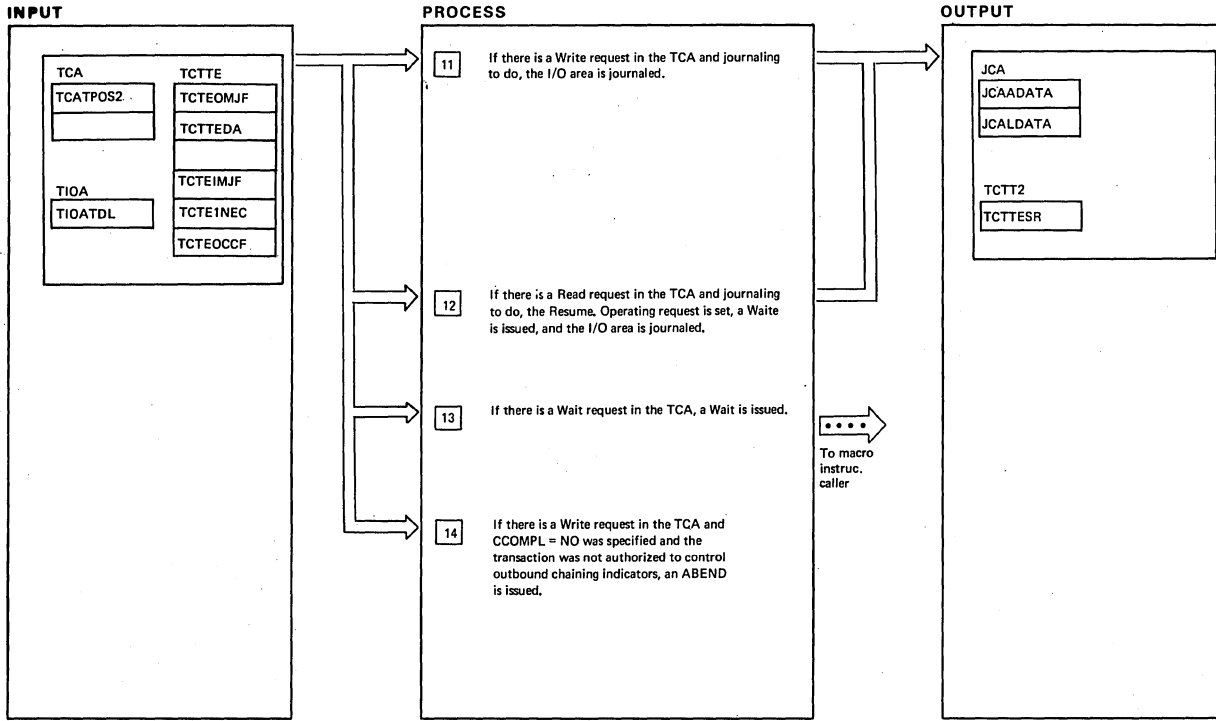 INPUT
PROCESS
OUTPUT
TCA
TCATPOS2
TCTTE
TCTEOMJF
TCTTEDA
TCTEIMJF
TCTE1NEC
TCTEOCCF
TIOA
TIOATDL
11
If there is a Write request in the TCA and journaling
to do, the I/O area is journaled.
12
If there is a Read request in the TCA and journaling
to do, the Resume. Operating request is set, a Waite
is issued, and the I/O area is journaled.
13
If there is a Wait request in the TCA, a Wait is issued.
To macro
instruc.
caller
14
If there is a Write request in the TCA and
CCOMPL = NO was specified and the
transaction was not authorized to control
outbound chaining indicators, an ABEND
is issued.
JCA
JCAADATA
JCALDATA
TCTT2
TCTTESR